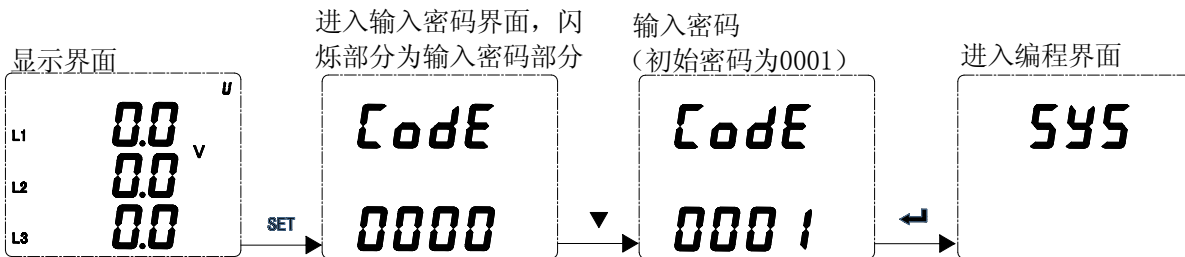 显示界面
U
L1 0.0
V
L2 0.0
L3 0.0
SET
进入输入密码界面，闪
烁部分为输入密码部分
CodE
0000
▼
输入密码
（初始密码为0001）
CodE
0001
进入编程界面
SYS